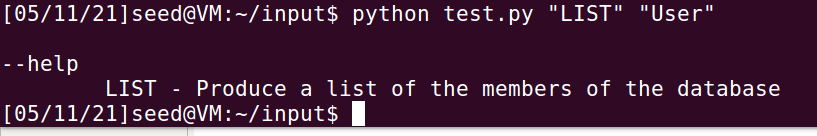 [05/11/21]seed@VM:~/input$ python test.py "LIST" "User"
--help
LIST - Produce a list of the members of the database
[05/11/21]seed@VM:~/input$